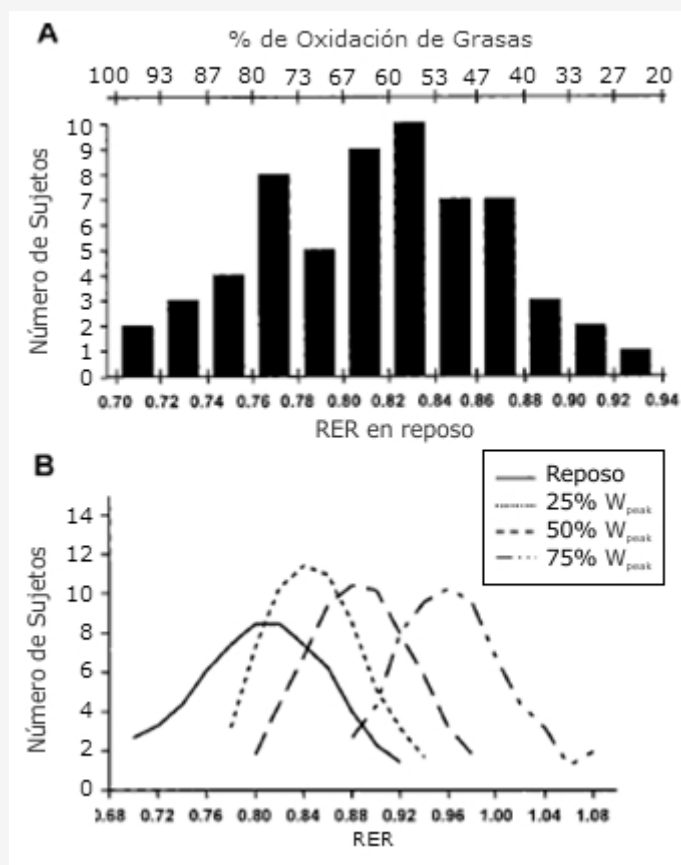 A
% de Oxidación de Grasas
100 93 87 80 73 67 60 53 47 40 33 27 20
Número de Sujetos
10
9
8
7
6
5
4
3
2
1
0
0.70 0.72 0.74 0.76 0.78 0.80 0.82 0.84 0.86 0.88 0.90 0.92 0.94
RER en reposo
B
Reposo
25% W peak
50% W peak
75% W peak
Número de Sujetos
14
12
10
8
6
4
2
0
0.68 0.72 0.76 0.80 0.84 0.88 0.92 0.96 1.00 1.04 1.08
RER